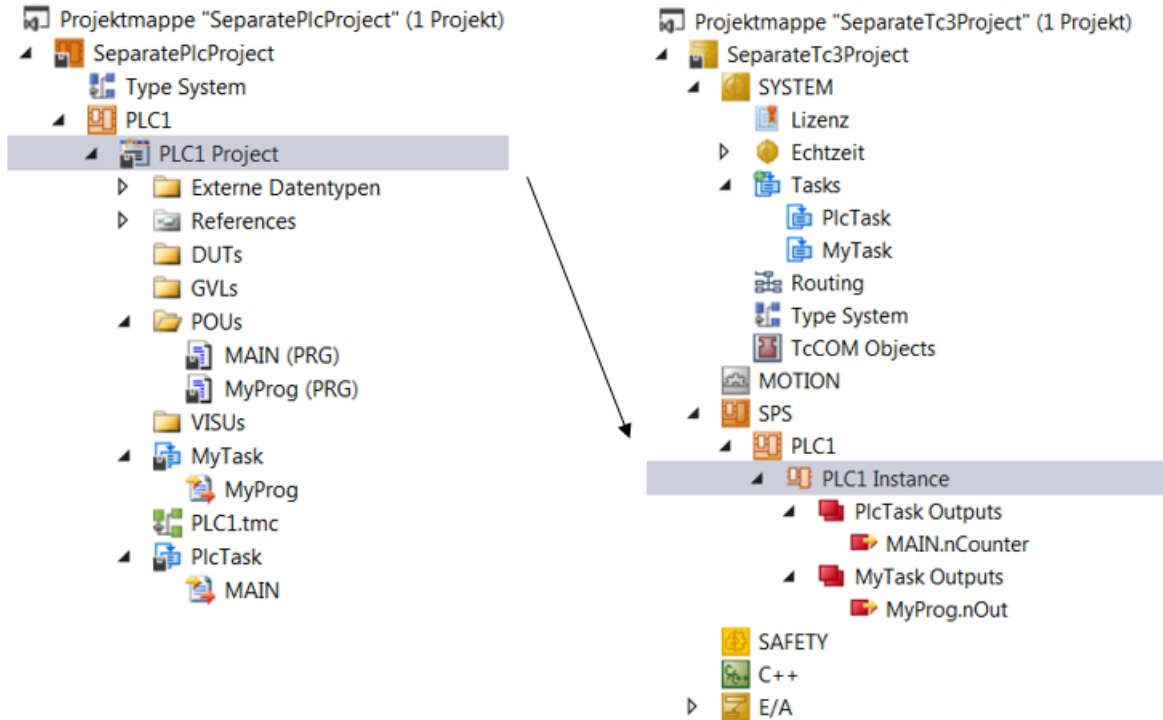 Projektmappe "SeparatePlcProject" (1 Projekt)
SeparatePlcProject
Type System
PLC1
PLC1 Project
Externe Datentypen
References
DUTs
GVLs
POUs
MAIN (PRG)
MyProg (PRG)
VISUs
MyTask
MyProg
PLC1.tmc
PlcTask
MAIN
Projektmappe "SeparateTc3Project" (1 Projekt)
SeparateTc3Project
SYSTEM
Lizenz
Echtzeit
Tasks
PlcTask
MyTask
Routing
Type System
TcCOM Objects
MOTION
SPS
PLC1
PLC1 Instance
PlcTask Outputs
MAIN.nCounter
MyTask Outputs
MyProg.nOut
SAFETY
C++
E/A